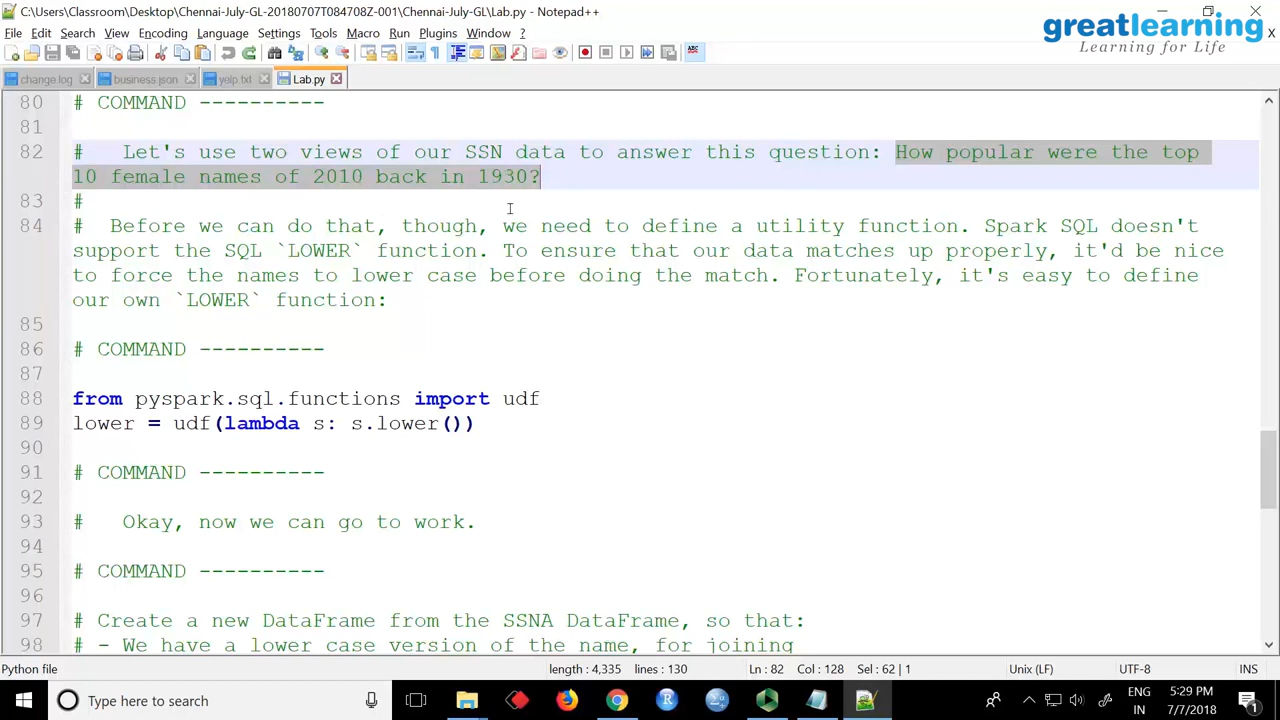 C:\Users\Classroom\Desktop\Chennai-July-GL-20180707T084708Z-001\Chennai-July-GL\Lab.py - Notepad++
greatlearning
Learning for Life
File Edit Search View Encoding Language Settings Tools Macro Run Plugins Window ? X
change.log business.json yelp.txt Lab.py
80 # COMMAND ----------
81
82 # Let's use two views of our SSN data to answer this question: How popular were the top
10 female names of 2010 back in 1930?
83 #
84 # Before we can do that, though, we need to define a utility function. Spark SQL doesn't
support the SQL `LOWER` function. To ensure that our data matches up properly, it'd be nice
to force the names to lower case before doing the match. Fortunately, it's easy to define
our own `LOWER` function:
85
86 # COMMAND ----------
87
88 from pyspark.sql.functions import udf
89 lower = udf(lambda s: s.lower())
90
91 # COMMAND ----------
92
93 # Okay, now we can go to work.
94
95 # COMMAND ----------
96
97 # Create a new DataFrame from the SSNA DataFrame, so that:
98 # - We have a lower case version of the name, for joining
Python file length : 4,335 lines : 130 Ln : 82 Col : 128 Sel : 62 | 1 Unix (LF) UTF-8 INS
Type here to search
ENG
IN
5:29 PM
7/7/2018
1